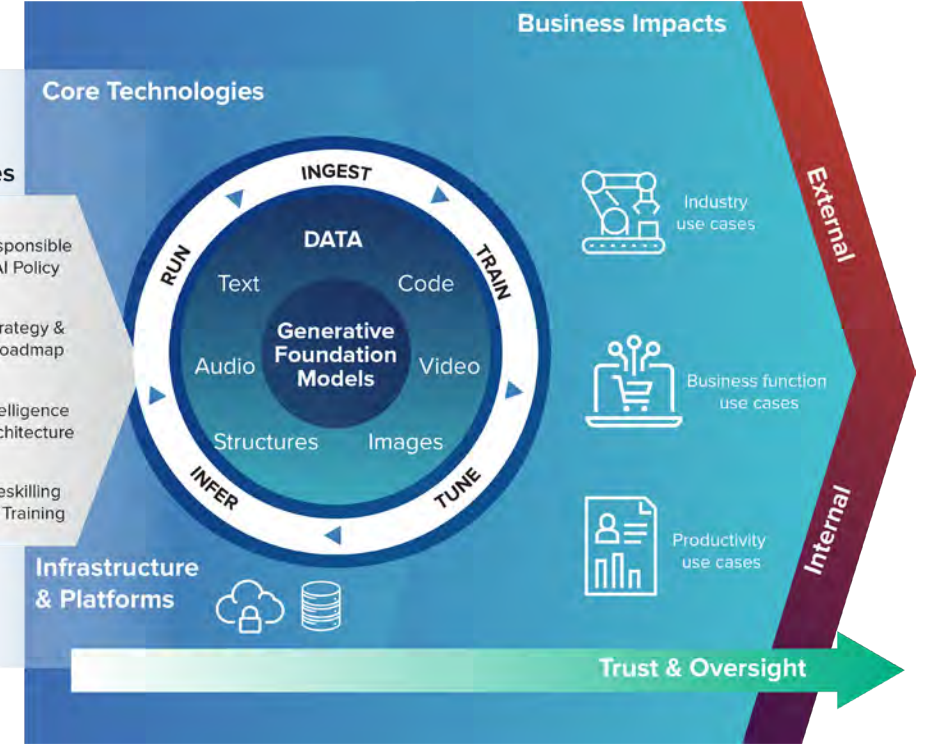 Business Impacts
Core Technologies
es
sponsible
AI Policy
rategy &
oadmap
elligence
chitecture
eskilling
Training
INGEST
TRAIN
TUNE
INFER
RUN
DATA
Text
Code
Audio
Video
Structures
Images
Generative
Foundation
Models
Industry
use cases
Business function
use cases
Productivity
use cases
External
Internal
Infrastructure
& Platforms
Trust & Oversight